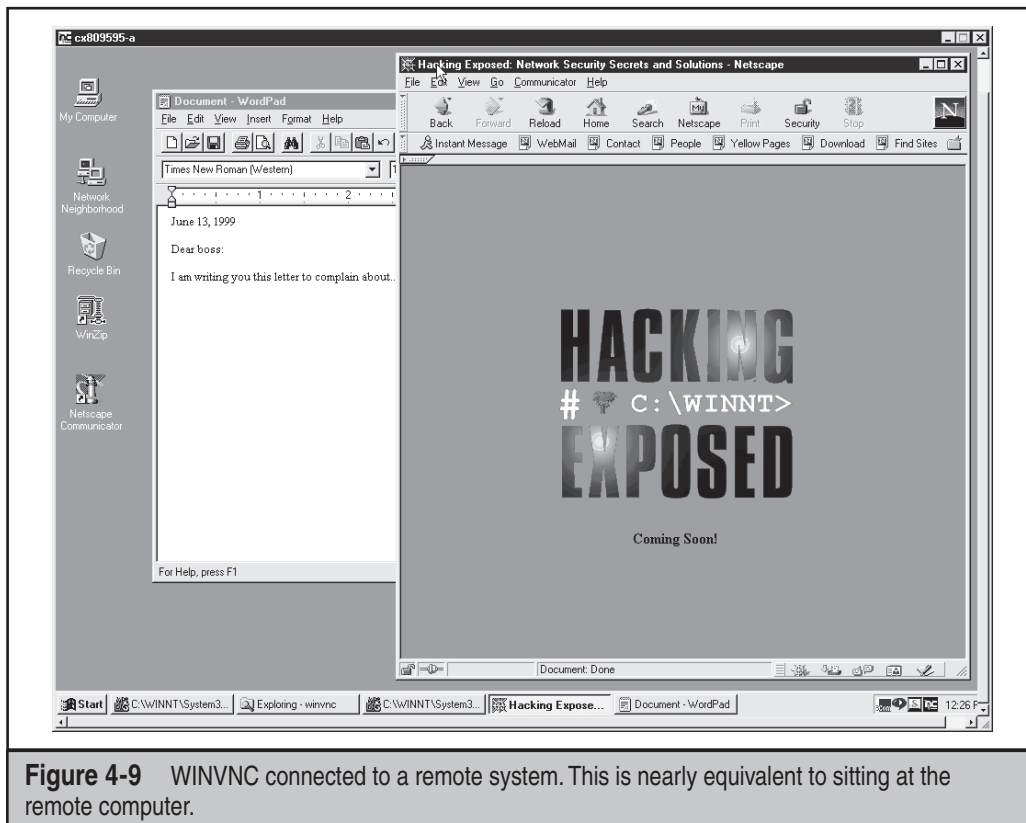 cx809595-a
My Computer
Network
Neighborhood
Recycle Bin
WinZip
Netscape
Communicator
Document - WordPad
File Edit View Insert Format Help
Times New Roman (Western)
1 2
June 13, 1999
Dear boss:
I am writing you this letter to complain about..
For Help, press F1
Hacking Exposed: Network Security Secrets and Solutions - Netscape
File Edit View Go Communicator Help
Back Forward Reload Home Search Netscape Print Security Stop
N
Instant Message WebMail Contact People Yellow Pages Download Find Sites
HACKING
# C:\WINNT>
EXPOSED
Coming Soon!
Document: Done
Start C:\WINNT\System3... Exploring - winvnc C:\WINNT\System3... Hacking Expose... Document - WordPad 12:26 P
Figure 4-9 WINVNC connected to a remote system. This is nearly equivalent to sitting at the
remote computer.